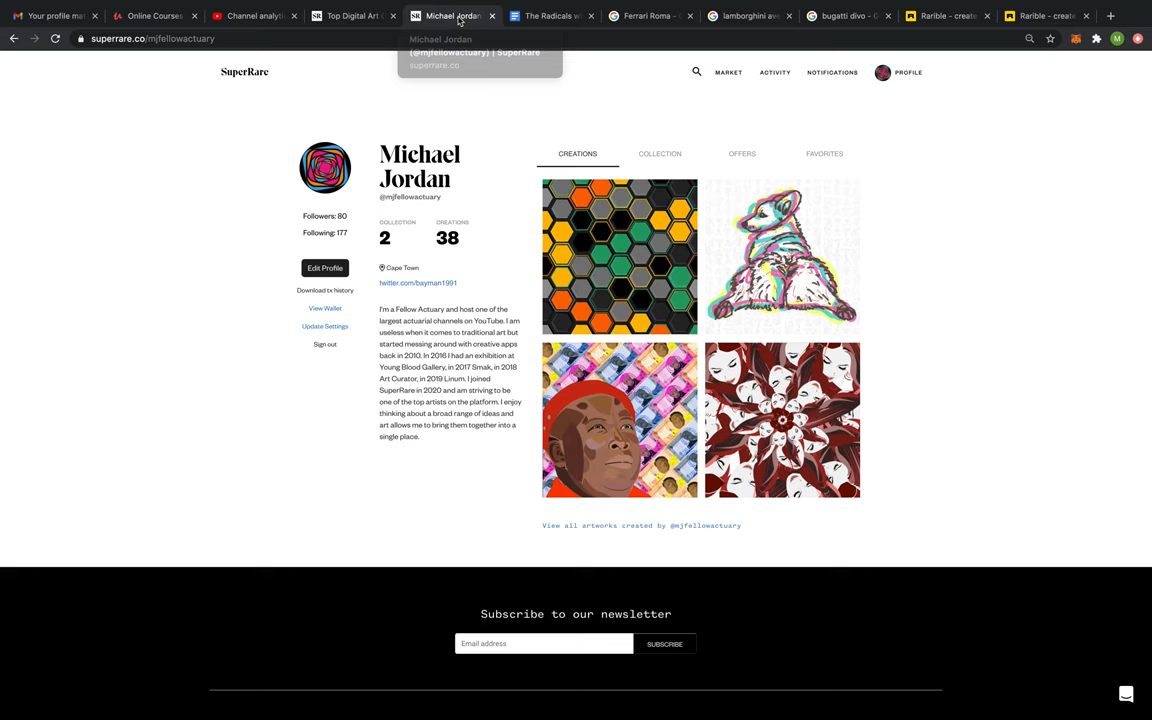 Your profile ma
Online Courses
Channel analyti
Top Digital Art
Michael Jordan
The Radicals w
Ferrari Roma - G
lamborghini ave
bugatti divo - G
Rarible - create
Rarible - create
superrare.co/mjfellowactuary
M
Michael Jordan
(@mjfellowactuary) | SuperRare
superrare.co
SuperRare
MARKET
ACTIVITY
NOTIFICATIONS
PROFILE
Michael
Jordan
@mjfellowactuary
Followers: 80
Following: 177
COLLECTION
CREATIONS
2
38
Edit Profile
Download tx history
View Wallet
Update Settings
Sign out
Cape Town
twitter.com/bayman1991
I'm a Fellow Actuary and host one of the
largest actuarial channels on YouTube. I am
useless when it comes to traditional art but
started messing around with creative apps
back in 2010. In 2016 I had an exhibition at
Young Blood Gallery, in 2017 Smak, in 2018
Art Curator, in 2019 Linum. I joined
SuperRare in 2020 and am striving to be
one of the top artists on the platform. I enjoy
thinking about a broad range of ideas and
art allows me to bring them together into a
single place.
CREATIONS
COLLECTION
OFFERS
FAVORITES
View all artworks created by @mjfellowactuary
Subscribe to our newsletter
Email address
SUBSCRIBE